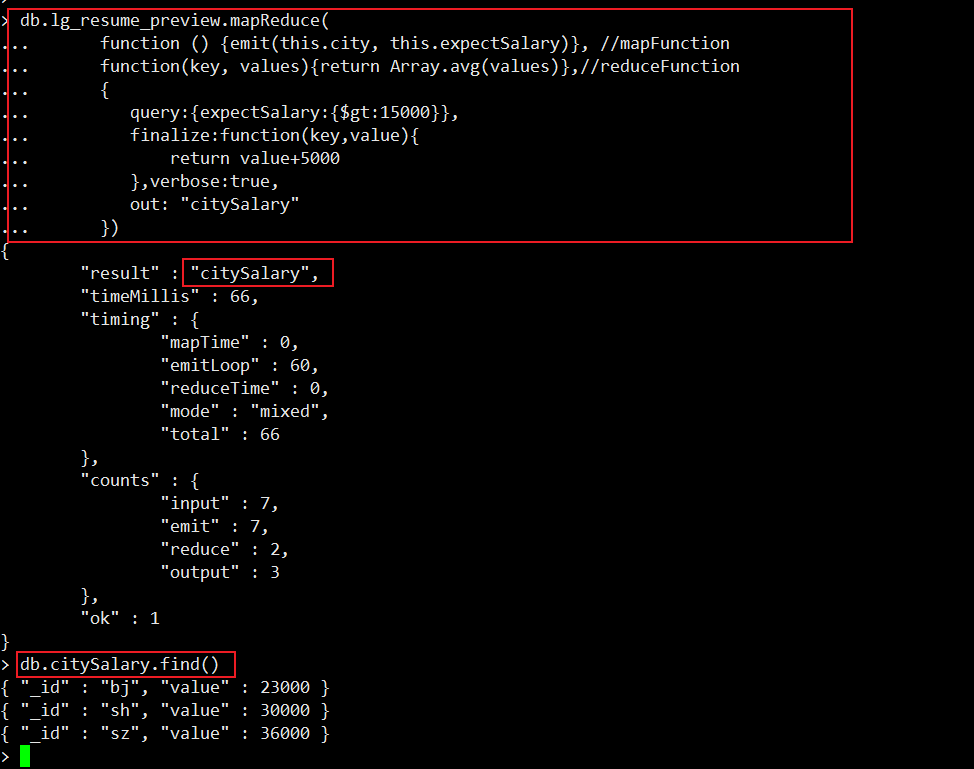 > db.lg_resume_preview.mapReduce(
...       function () {emit(this.city, this.expectSalary)}, //mapFunction
...       function(key, values){return Array.avg(values)},//reduceFunction
...       {
...          query:{expectSalary:{$gt:15000}},
...          finalize:function(key,value){
...              return value+5000
...          },verbose:true,
...          out: "citySalary"
...       })
{
        "result" : "citySalary",
        "timeMillis" : 66,
        "timing" : {
                "mapTime" : 0,
                "emitLoop" : 60,
                "reduceTime" : 0,
                "mode" : "mixed",
                "total" : 66
        },
        "counts" : {
                "input" : 7,
                "emit" : 7,
                "reduce" : 2,
                "output" : 3
        },
        "ok" : 1
}
> db.citySalary.find()
{ "_id" : "bj", "value" : 23000 }
{ "_id" : "sh", "value" : 30000 }
{ "_id" : "sz", "value" : 36000 }
>